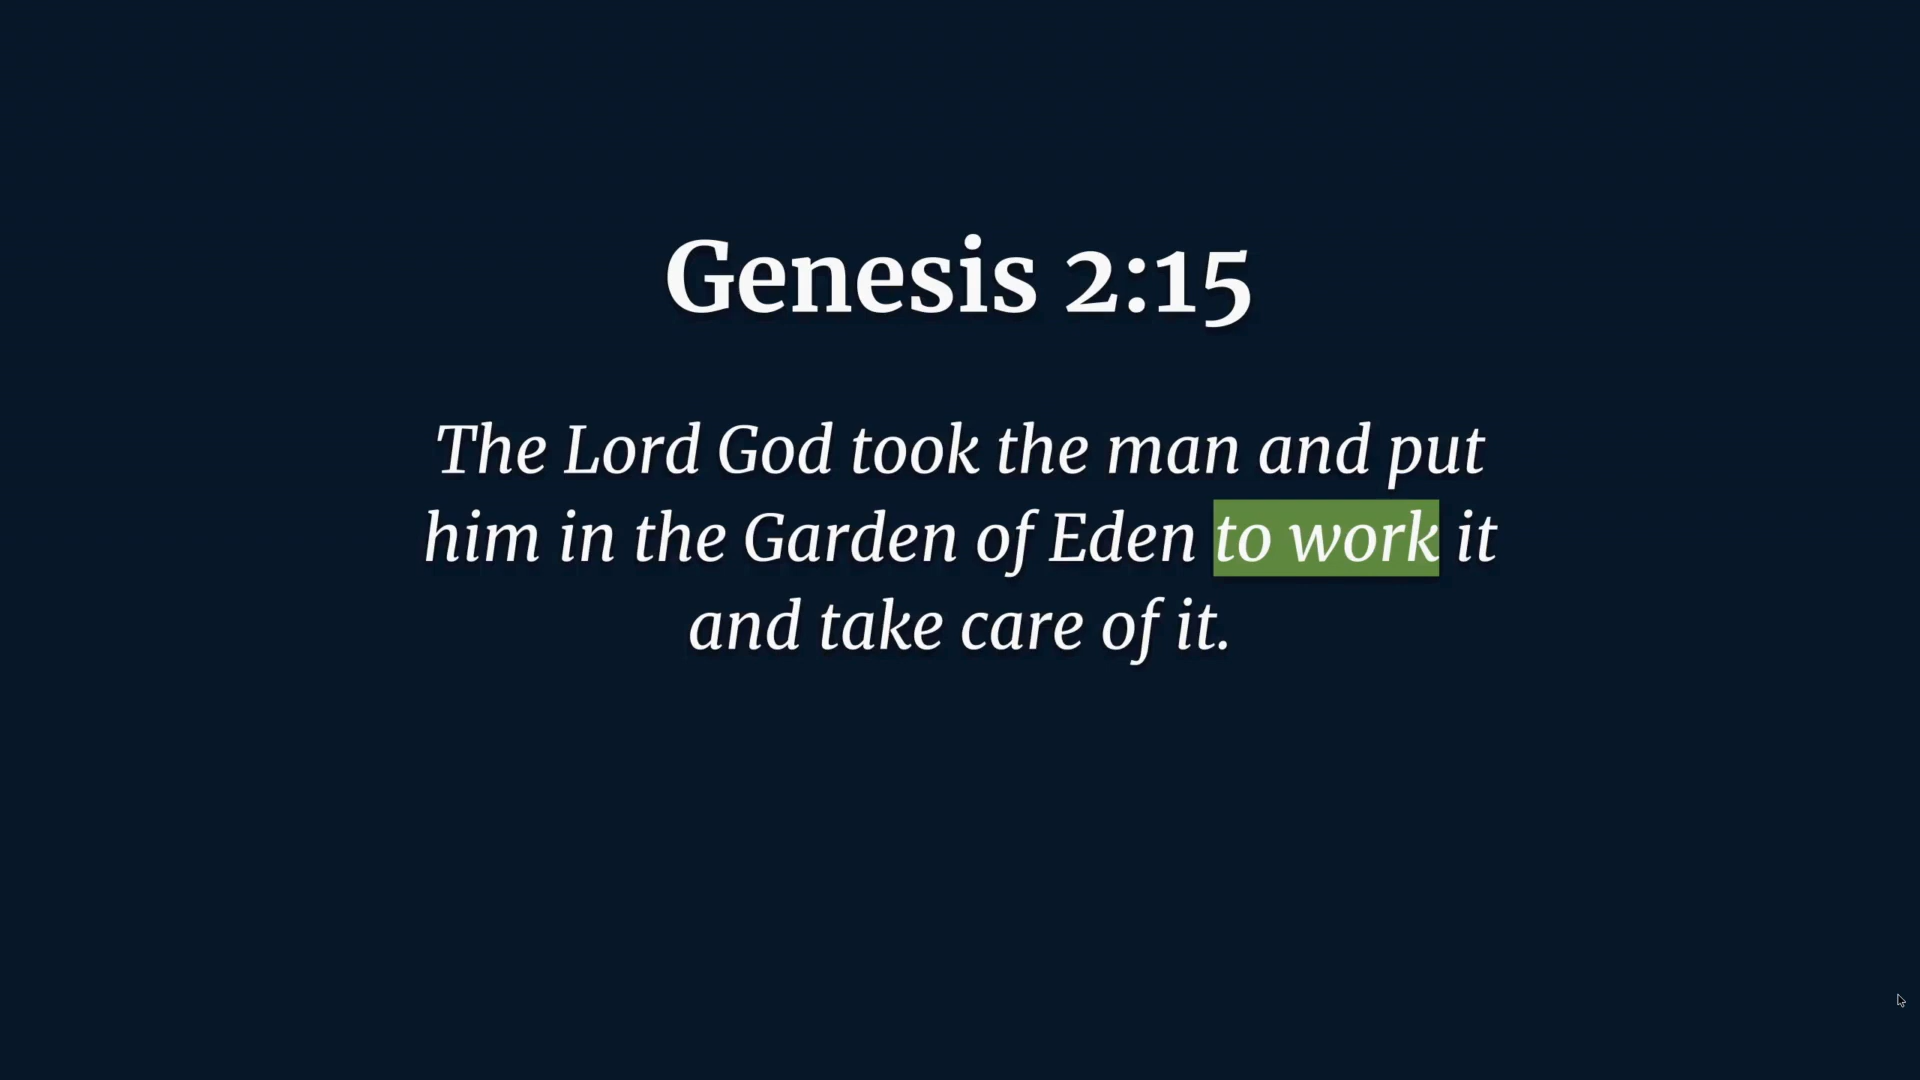 Genesis 2:15
The Lord God took the man and put
him in the Garden of Eden to work it
and take care of it.